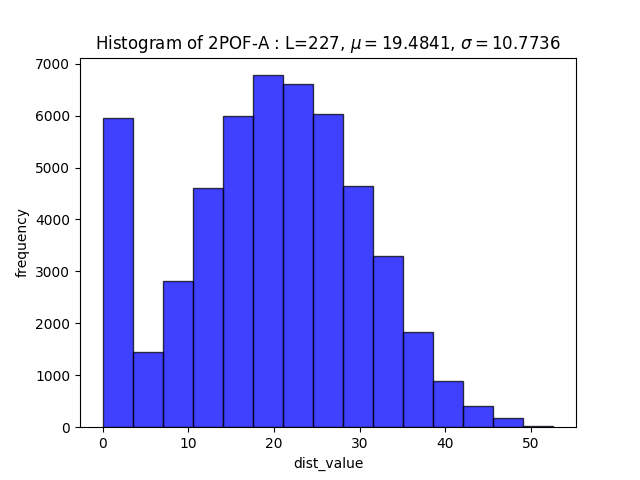 Histogram of 2POF-A : L=227, μ = 19.4841, σ = 10.7736
7000
6000
5000
4000
3000
2000
1000
0
frequency
0 10 20 30 40 50
dist_value